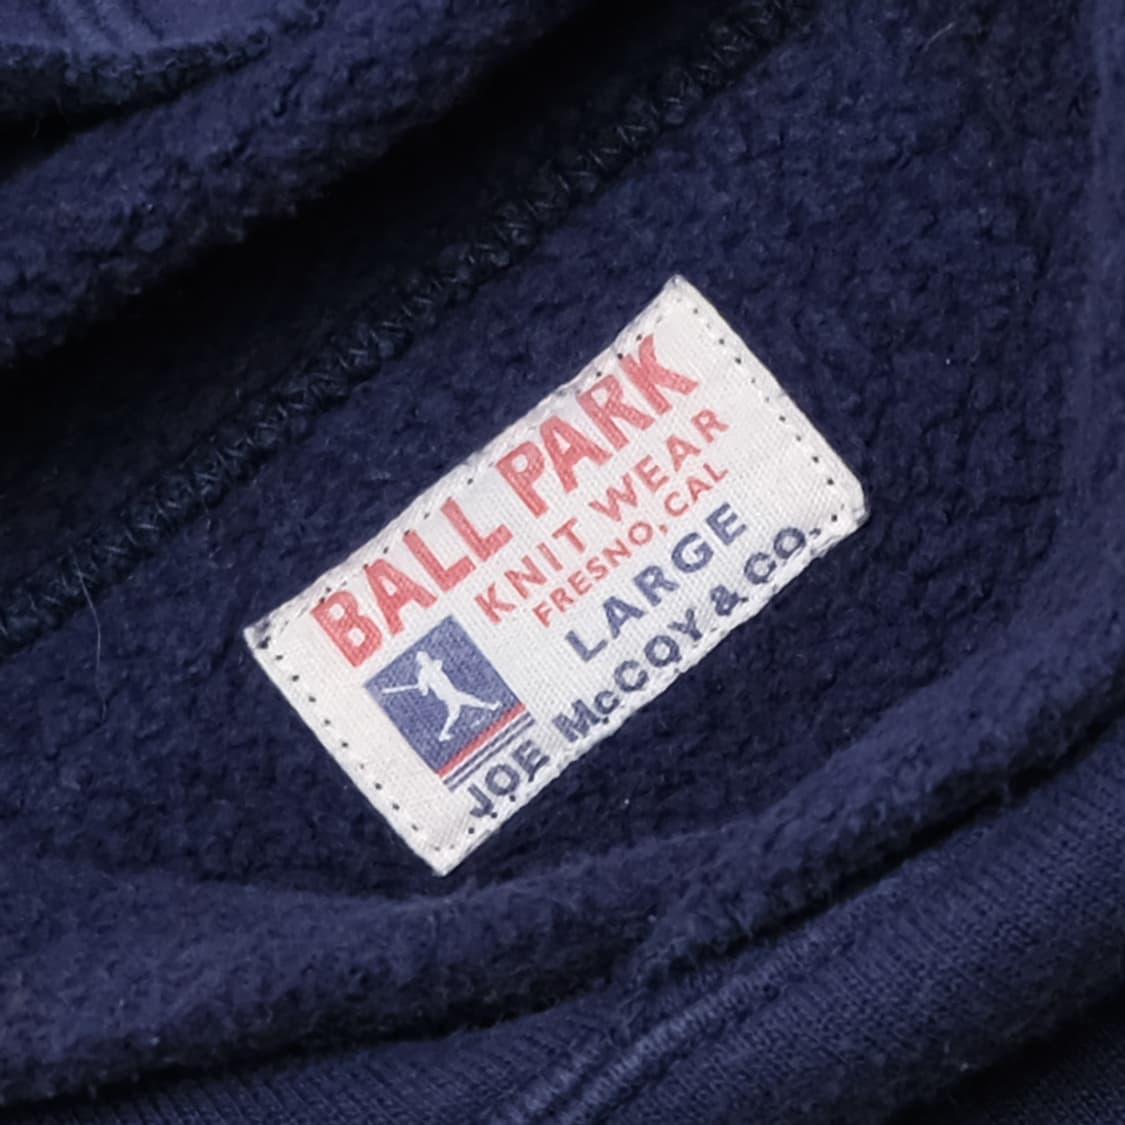 BALL PARK
KNIT WEAR
FRESNO, CAL
LARGE
JOE McCOY & CO.